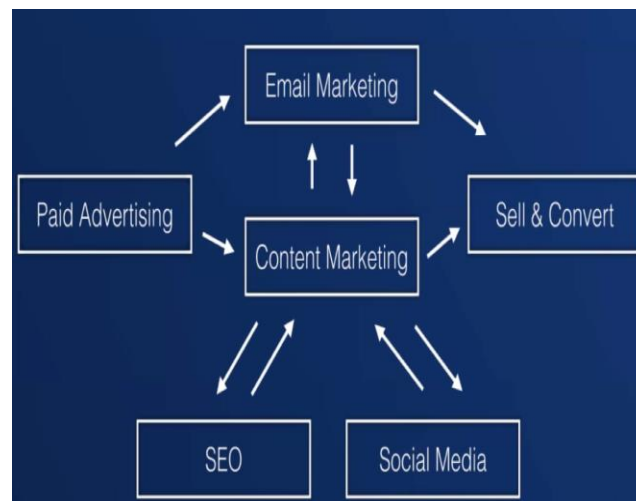 Email Marketing
Paid Advertising
Sell & Convert
Content Marketing
SEO
Social Media